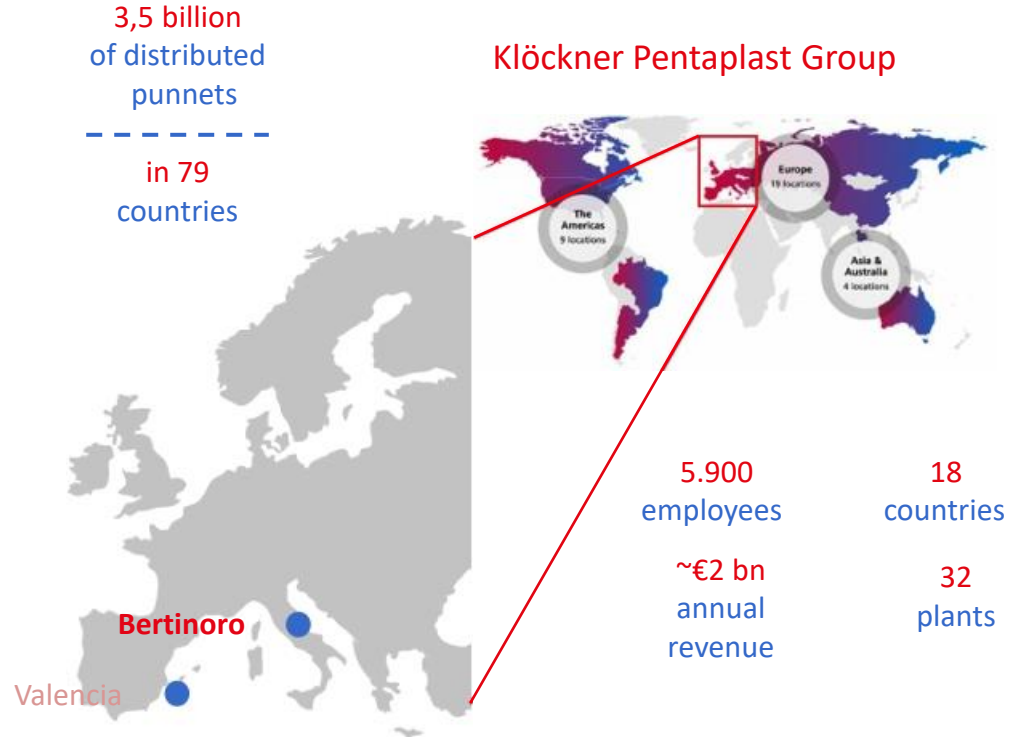 3,5 billion
of distributed
punnets
in 79
countries
Klöckner Pentaplast Group
Europe
19 locations
The
Americas
9 locations
Asia &
Australia
4 locations
5.900
employees
18
countries
~€2 bn
annual
revenue
32
plants
Bertinoro
Valencia